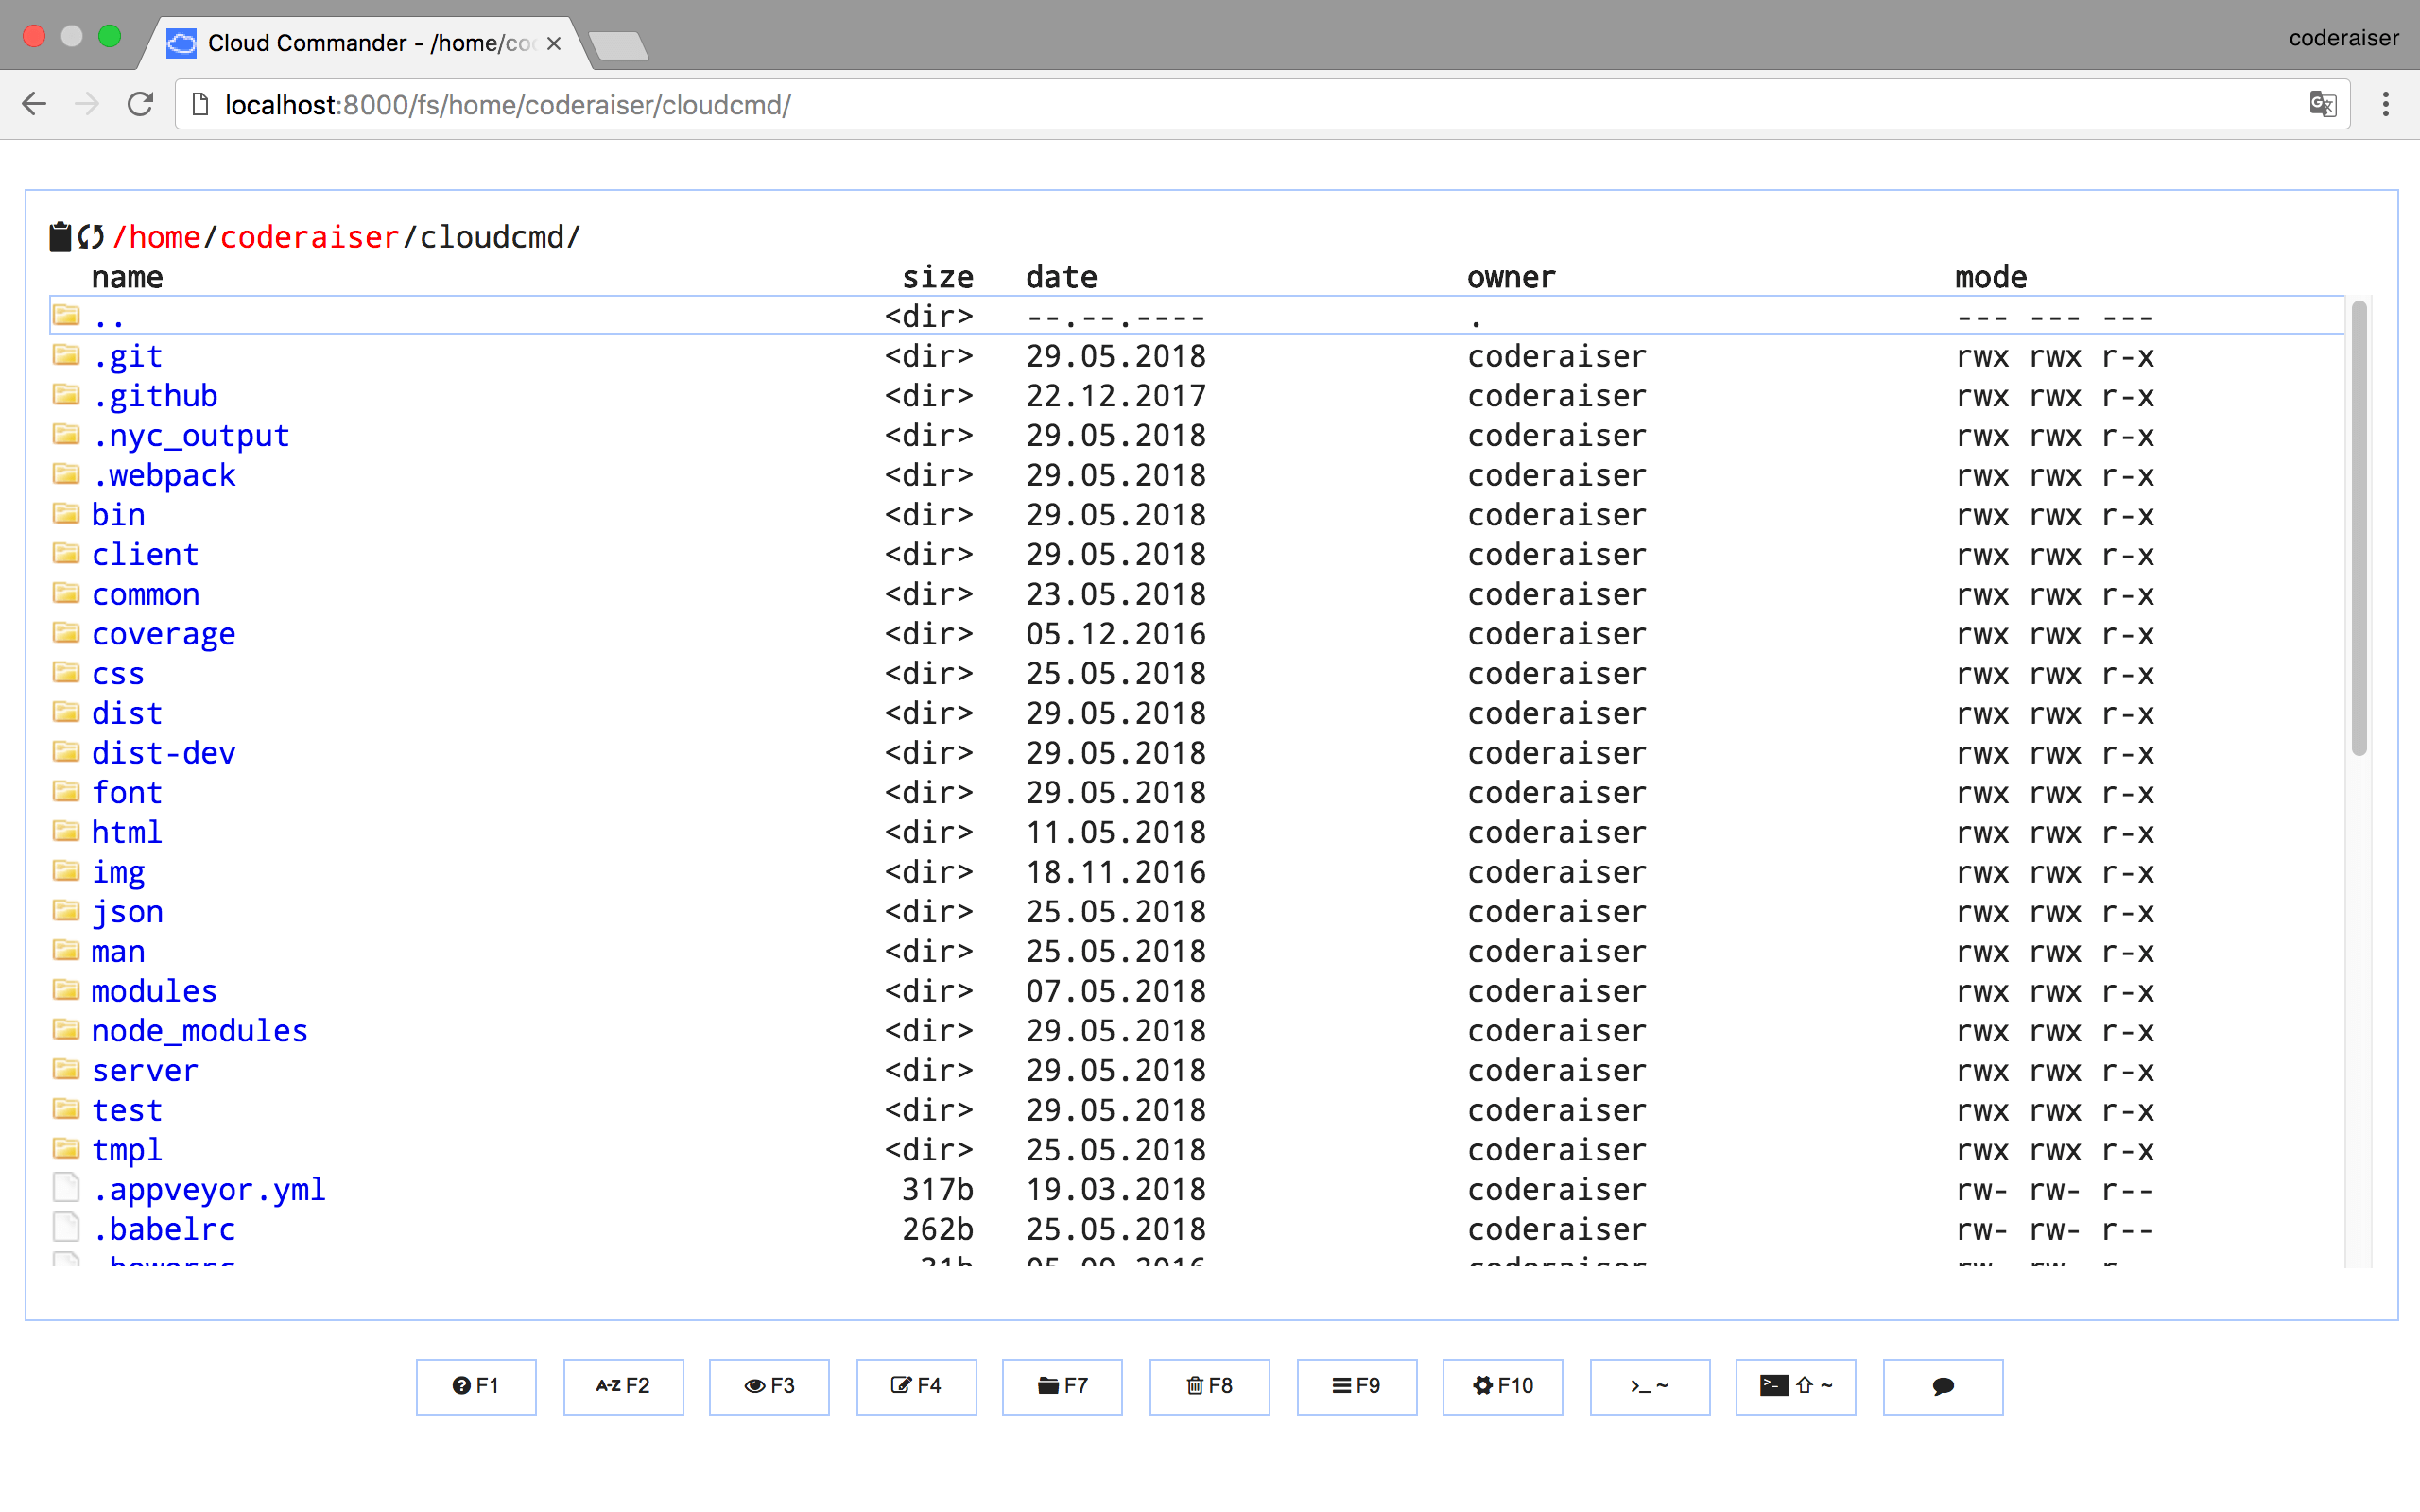 Cloud Commander - /home/co
coderaiser
localhost:8000/fs/home/coderaiser/cloudcmd/
/home/coderaiser/cloudcmd/
name size date owner mode
.. <dir> --.--.---- . --- --- ---
.git <dir> 29.05.2018 coderaiser rwx rwx r-x
.github <dir> 22.12.2017 coderaiser rwx rwx r-x
.nyc_output <dir> 29.05.2018 coderaiser rwx rwx r-x
.webpack <dir> 29.05.2018 coderaiser rwx rwx r-x
bin <dir> 29.05.2018 coderaiser rwx rwx r-x
client <dir> 29.05.2018 coderaiser rwx rwx r-x
common <dir> 23.05.2018 coderaiser rwx rwx r-x
coverage <dir> 05.12.2016 coderaiser rwx rwx r-x
css <dir> 25.05.2018 coderaiser rwx rwx r-x
dist <dir> 29.05.2018 coderaiser rwx rwx r-x
dist-dev <dir> 29.05.2018 coderaiser rwx rwx r-x
font <dir> 29.05.2018 coderaiser rwx rwx r-x
html <dir> 11.05.2018 coderaiser rwx rwx r-x
img <dir> 18.11.2016 coderaiser rwx rwx r-x
json <dir> 25.05.2018 coderaiser rwx rwx r-x
man <dir> 25.05.2018 coderaiser rwx rwx r-x
modules <dir> 07.05.2018 coderaiser rwx rwx r-x
node_modules <dir> 29.05.2018 coderaiser rwx rwx r-x
server <dir> 29.05.2018 coderaiser rwx rwx r-x
test <dir> 29.05.2018 coderaiser rwx rwx r-x
tmpl <dir> 25.05.2018 coderaiser rwx rwx r-x
.appveyor.yml 317b 19.03.2018 coderaiser rw- rw- r--
.babelrc 262b 25.05.2018 coderaiser rw- rw- r--
F1 A-Z F2 F3 F4 F7 F8 F9 F10 >_ ~ >_ ⇧ ~